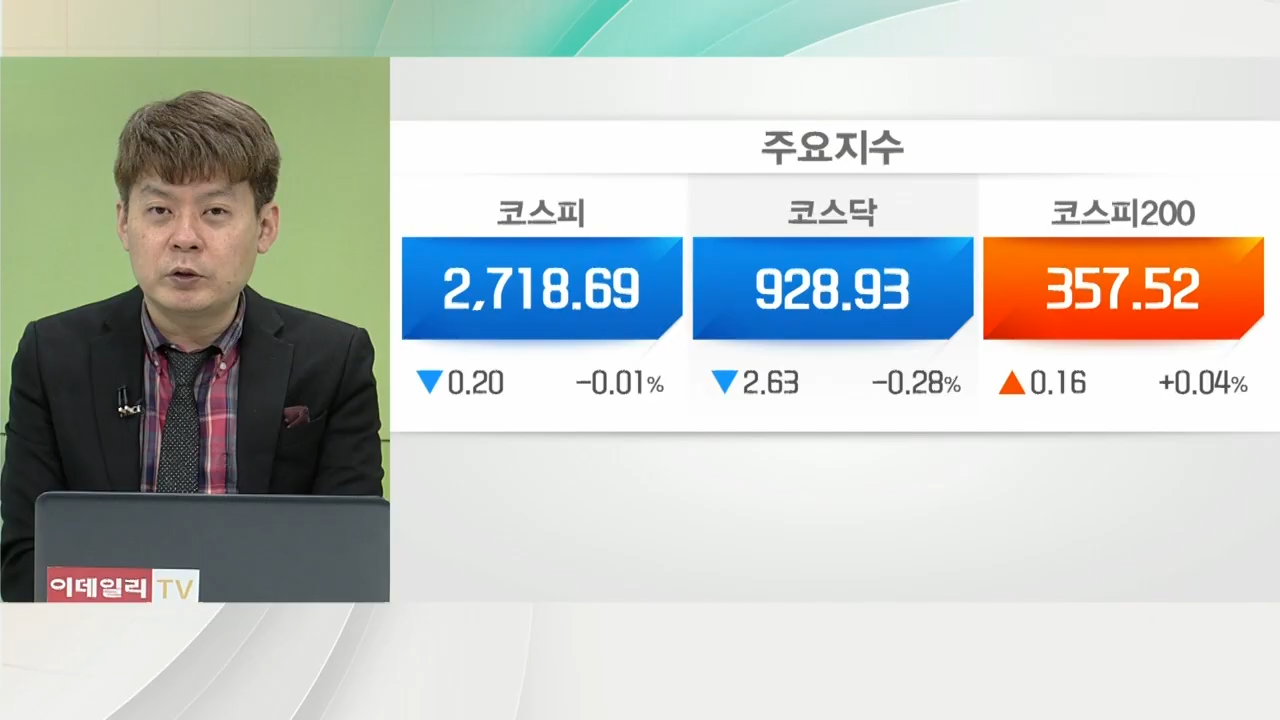 주요지수
코스피
코스닥
코스피200
2,718.69
928.93
357.52
▼0.20 -0.01%
▼2.63 -0.28%
▲0.16 +0.04%
이데일리 TV